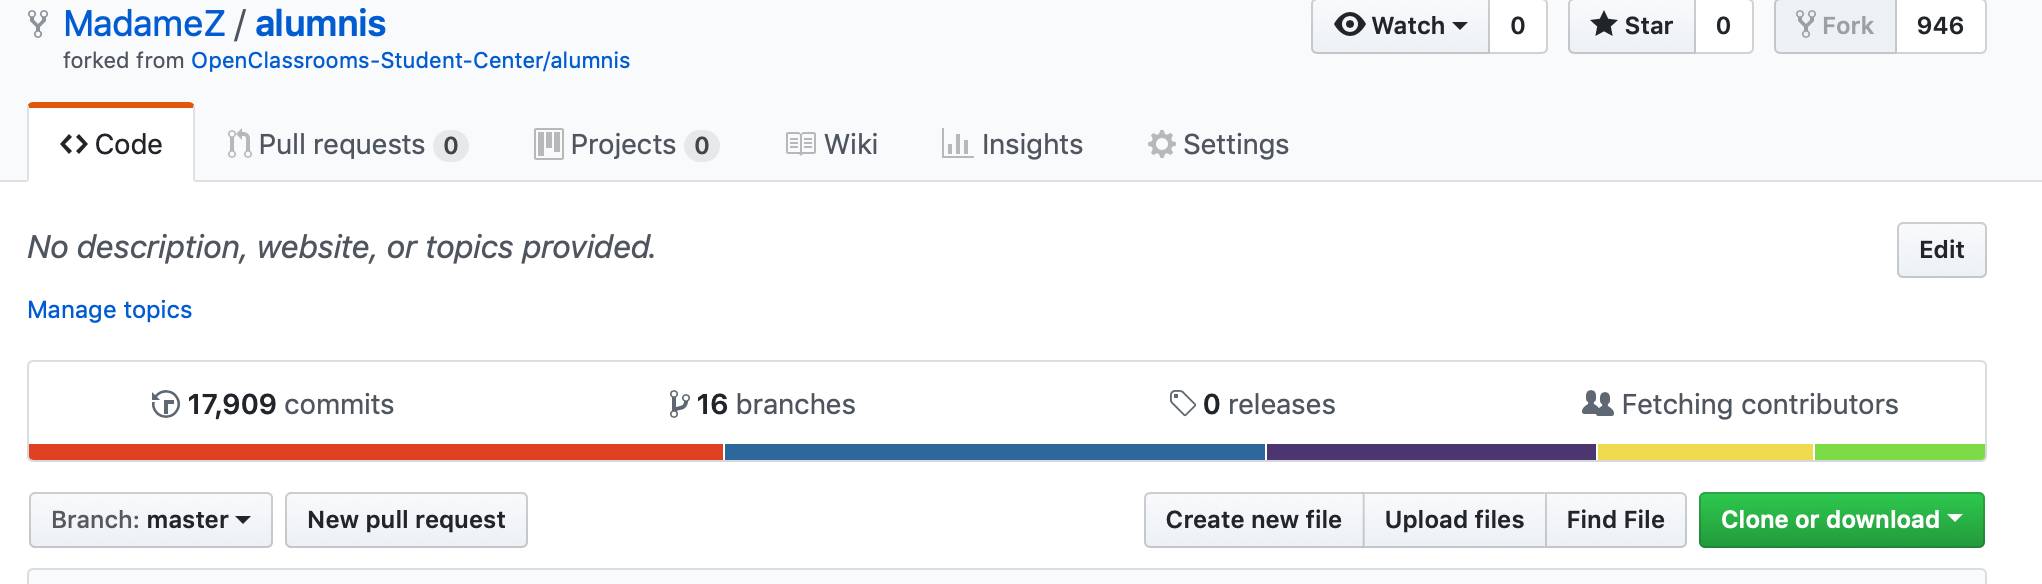 MadameZ / alumnis
Watch 0
Star 0
Fork 946
forked from OpenClassrooms-Student-Center/alumnis
Code
Pull requests 0
Projects 0
Wiki
Insights
Settings
No description, website, or topics provided.
Edit
Manage topics
17,909 commits
16 branches
0 releases
Fetching contributors
Branch: master
New pull request
Create new file
Upload files
Find File
Clone or download